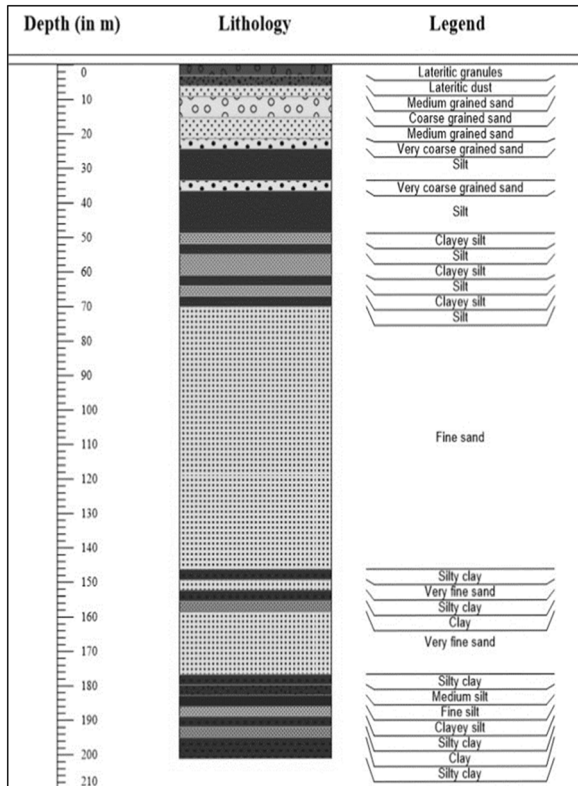 Depth (in m) Lithology Legend
0
10
20
30
40
50
60
70
80
90
100
110
120
130
140
150
160
170
180
190
200
210
Lateritic granules
Lateritic dust
Medium grained sand
Coarse grained sand
Medium grained sand
Very coarse grained sand
Silt
Very coarse grained sand
Silt
Clayey silt
Silt
Clayey silt
Silt
Clayey silt
Silt
Fine sand
Silty clay
Very fine sand
Silty clay
Clay
Very fine sand
Silty clay
Medium silt
Fine silt
Clayey silt
Silty clay
Clay
Silty clay